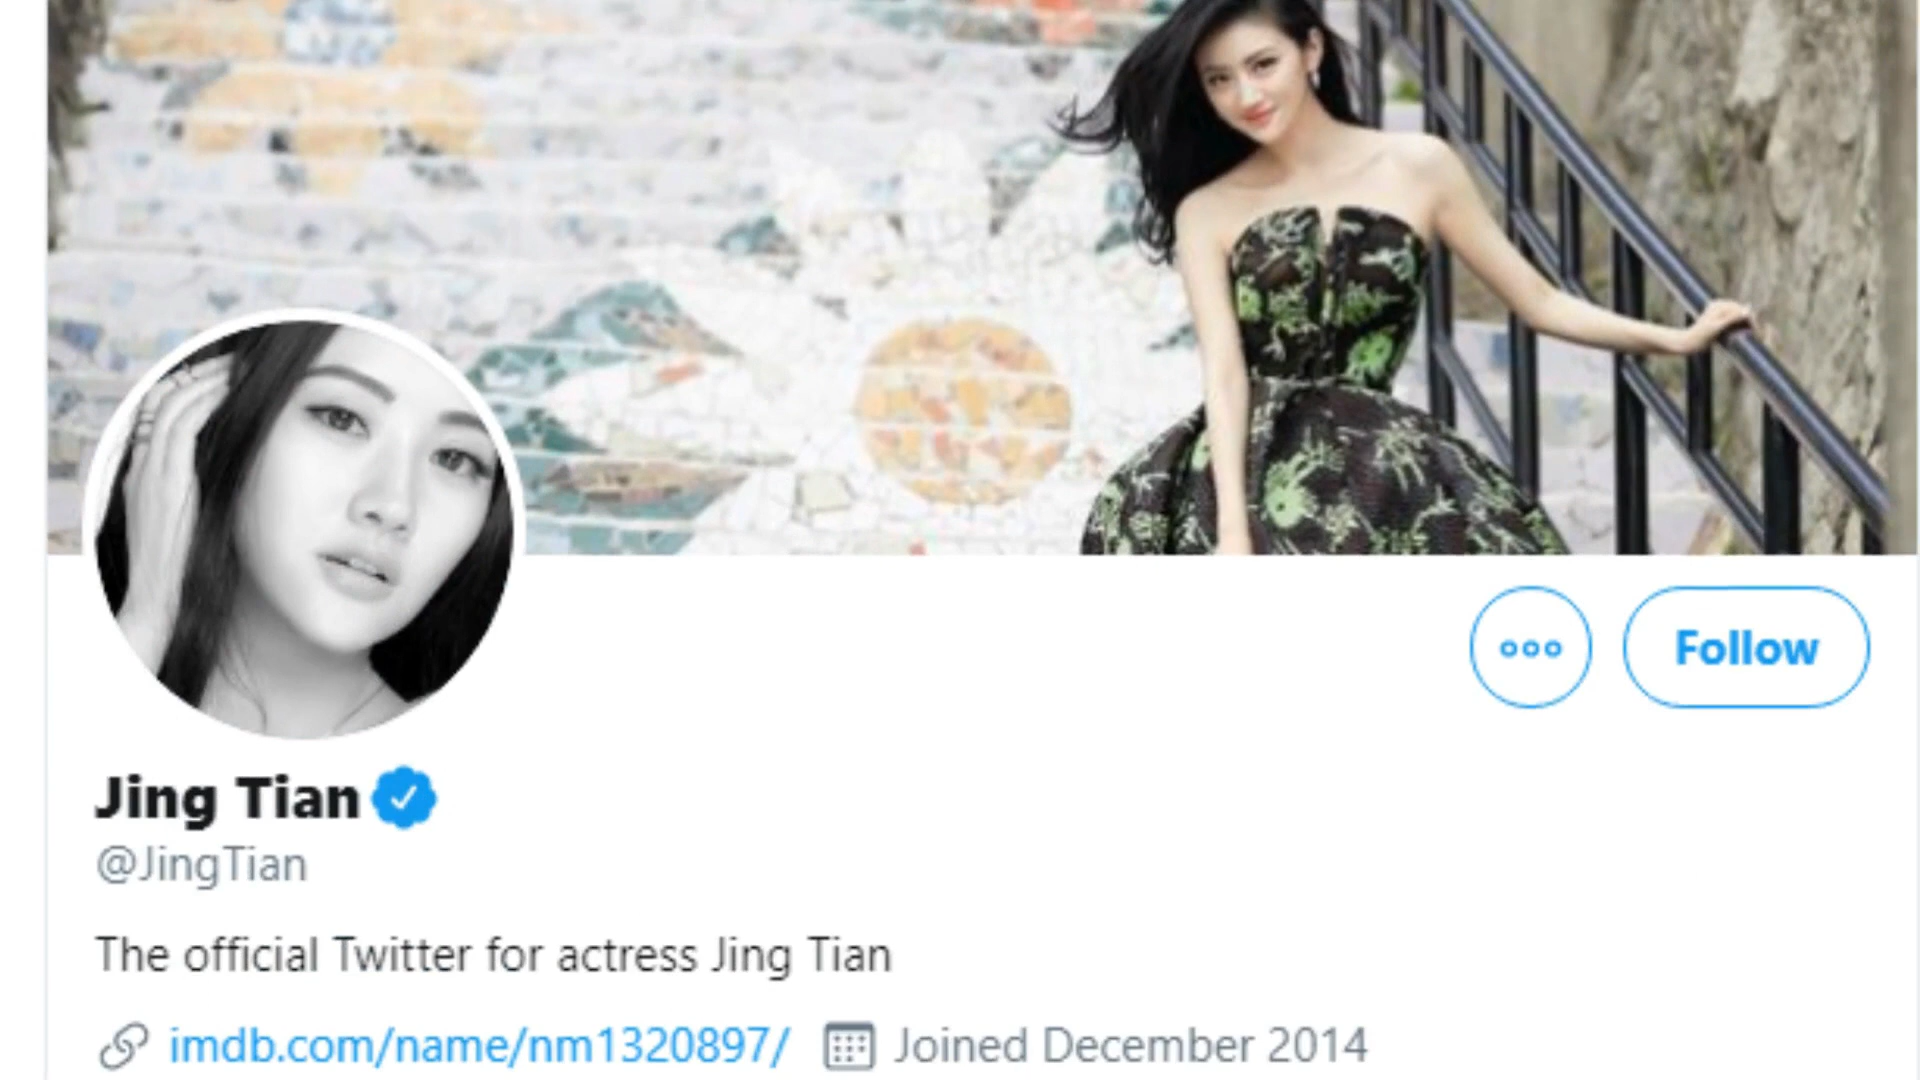 Follow
Jing Tian
@JingTian
The official Twitter for actress Jing Tian
imdb.com/name/nm1320897/ Joined December 2014